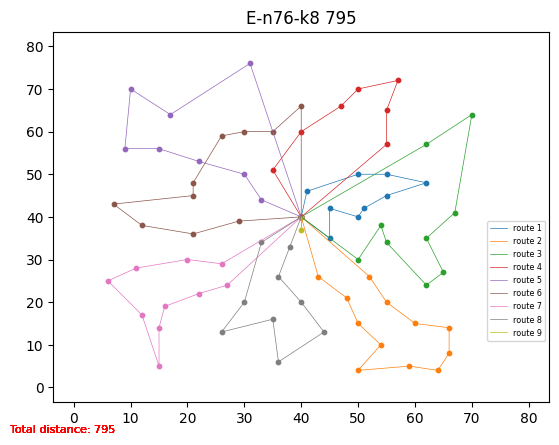 E-n76-k8 795
80
70
60
50
40
30
20
10
0
route 1
route 2
route 3
route 4
route 5
route 6
route 7
route 8
route 9
0 10 20 30 40 50 60 70 80
Total distance: 795